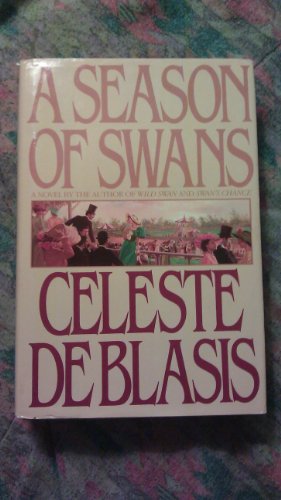 A SEASON
OF SWANS
A NOVEL BY THE AUTHOR OF WILD SWAN AND SWAN'S CHANCE
CELESTE
DE BLASIS